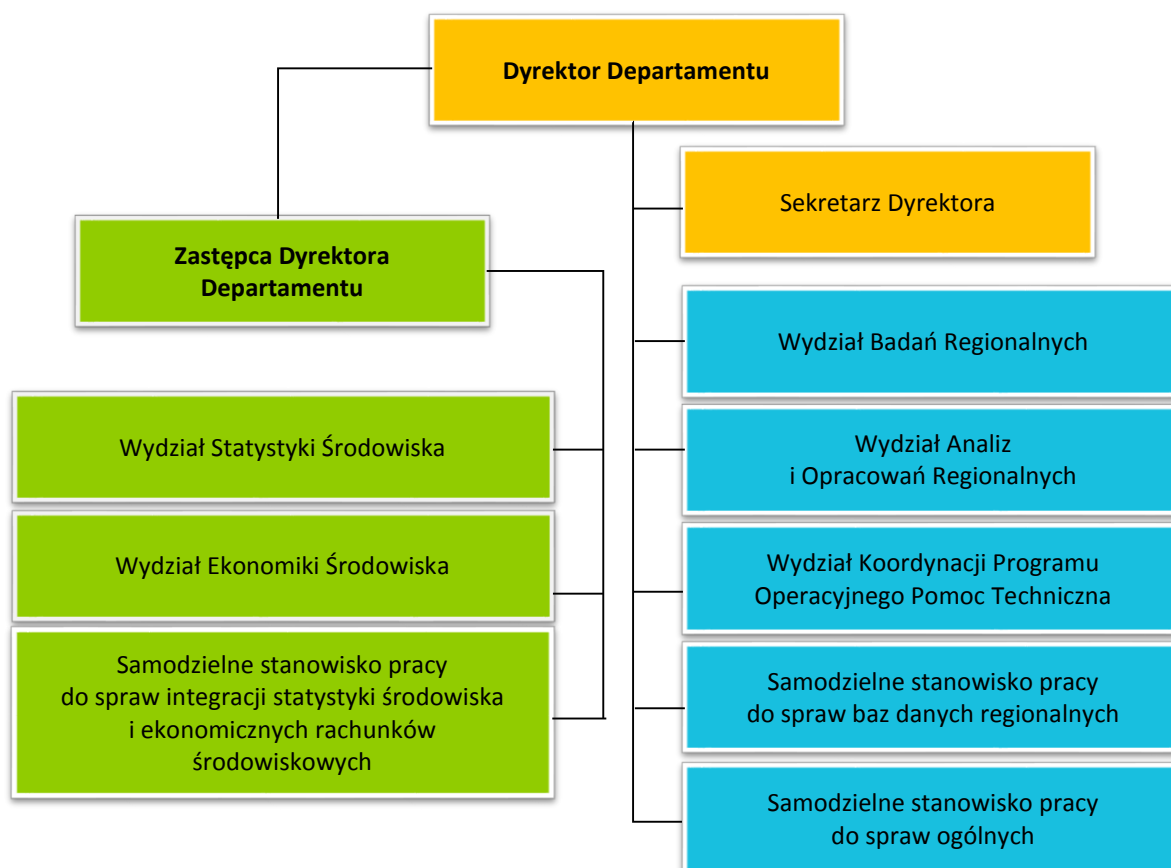 Dyrektor Departamentu
Sekretarz Dyrektora
Zastępca Dyrektora
Departamentu
Wydział Badań Regionalnych
Wydział Statystyki Środowiska
Wydział Analiz
i Opracowań Regionalnych
Wydział Ekonomiki Środowiska
Wydział Koordynacji Programu
Operacyjnego Pomoc Techniczna
Samodzielne stanowisko pracy
do spraw integracji statystyki środowiska
i ekonomicznych rachunków
środowiskowych
Samodzielne stanowisko pracy
do spraw baz danych regionalnych
Samodzielne stanowisko pracy
do spraw ogólnych